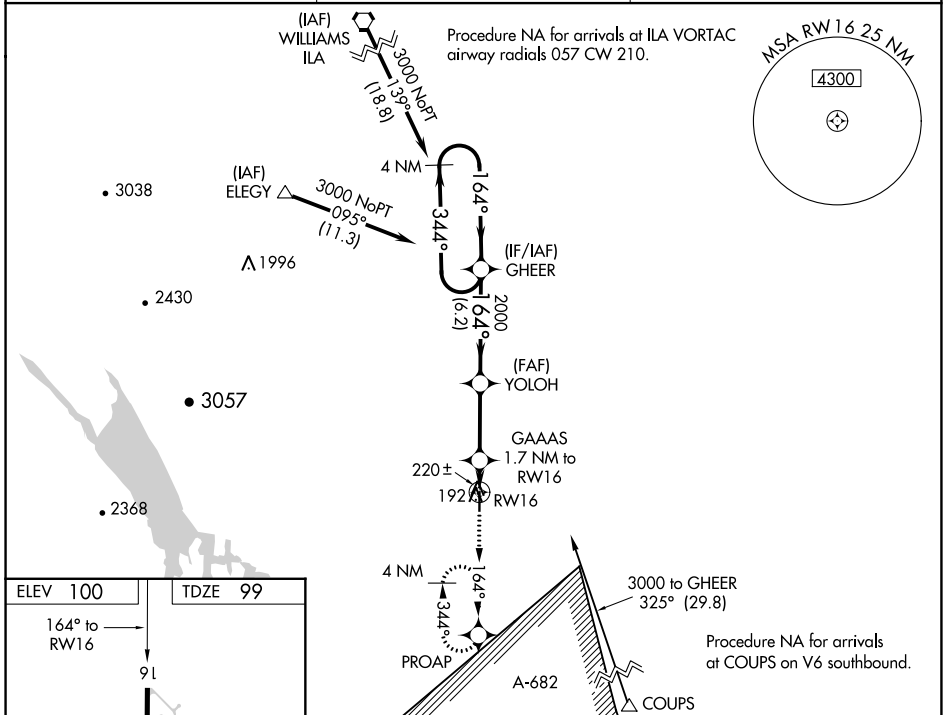 (IAF)
WILLIAMS
ILA
Procedure NA for arrivals at ILA VORTAC
airway radials 057 CW 210.
MSA RW16 25 NM
4300
3000 NoPT
139°
(18.8)
4 NM
(IAF)
ELEGY
3000 NoPT
095°
(11.3)
3038
1996
2430
3057
2368
164°
344°
(IF/IAF)
GHEER
2000
164°
(6.2)
(FAF)
YOLOH
GAAAS
1.7 NM to
RW16
220±
192
RW16
4 NM
164°
344°
PROAP
A-682
3000 to GHEER
325° (29.8)
Procedure NA for arrivals
at COUPS on V6 southbound.
COUPS
ELEV 100
TDZE 99
164° to
RW16
16